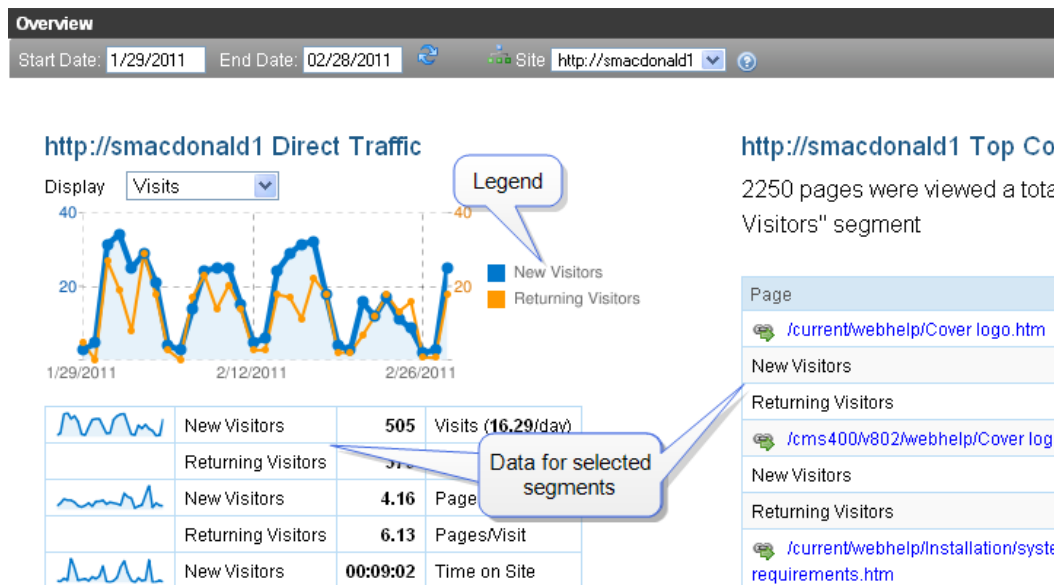 Overview
Start Date: 1/29/2011 End Date: 02/28/2011 Site http://smacdonald1
http://smacdonald1 Direct Traffic
Display Visits
Legend
40 40
20 20
New Visitors
Returning Visitors
1/29/2011 2/12/2011 2/26/2011
New Visitors 505 Visits (16.29/day)
Returning Visitors
New Visitors 4.16
Returning Visitors 6.13 Pages/Visit
New Visitors 00:09:02 Time on Site
Data for selected
segments
http://smacdonald1 Top
2250 pages were viewed a
Visitors" segment
Page
/current/webhelp/Cover logo.htm
New Visitors
Returning Visitors
/cms400/v802/webhelp/Cover
New Visitors
Returning Visitors
/current/webhelp/Installation/
requirements.htm